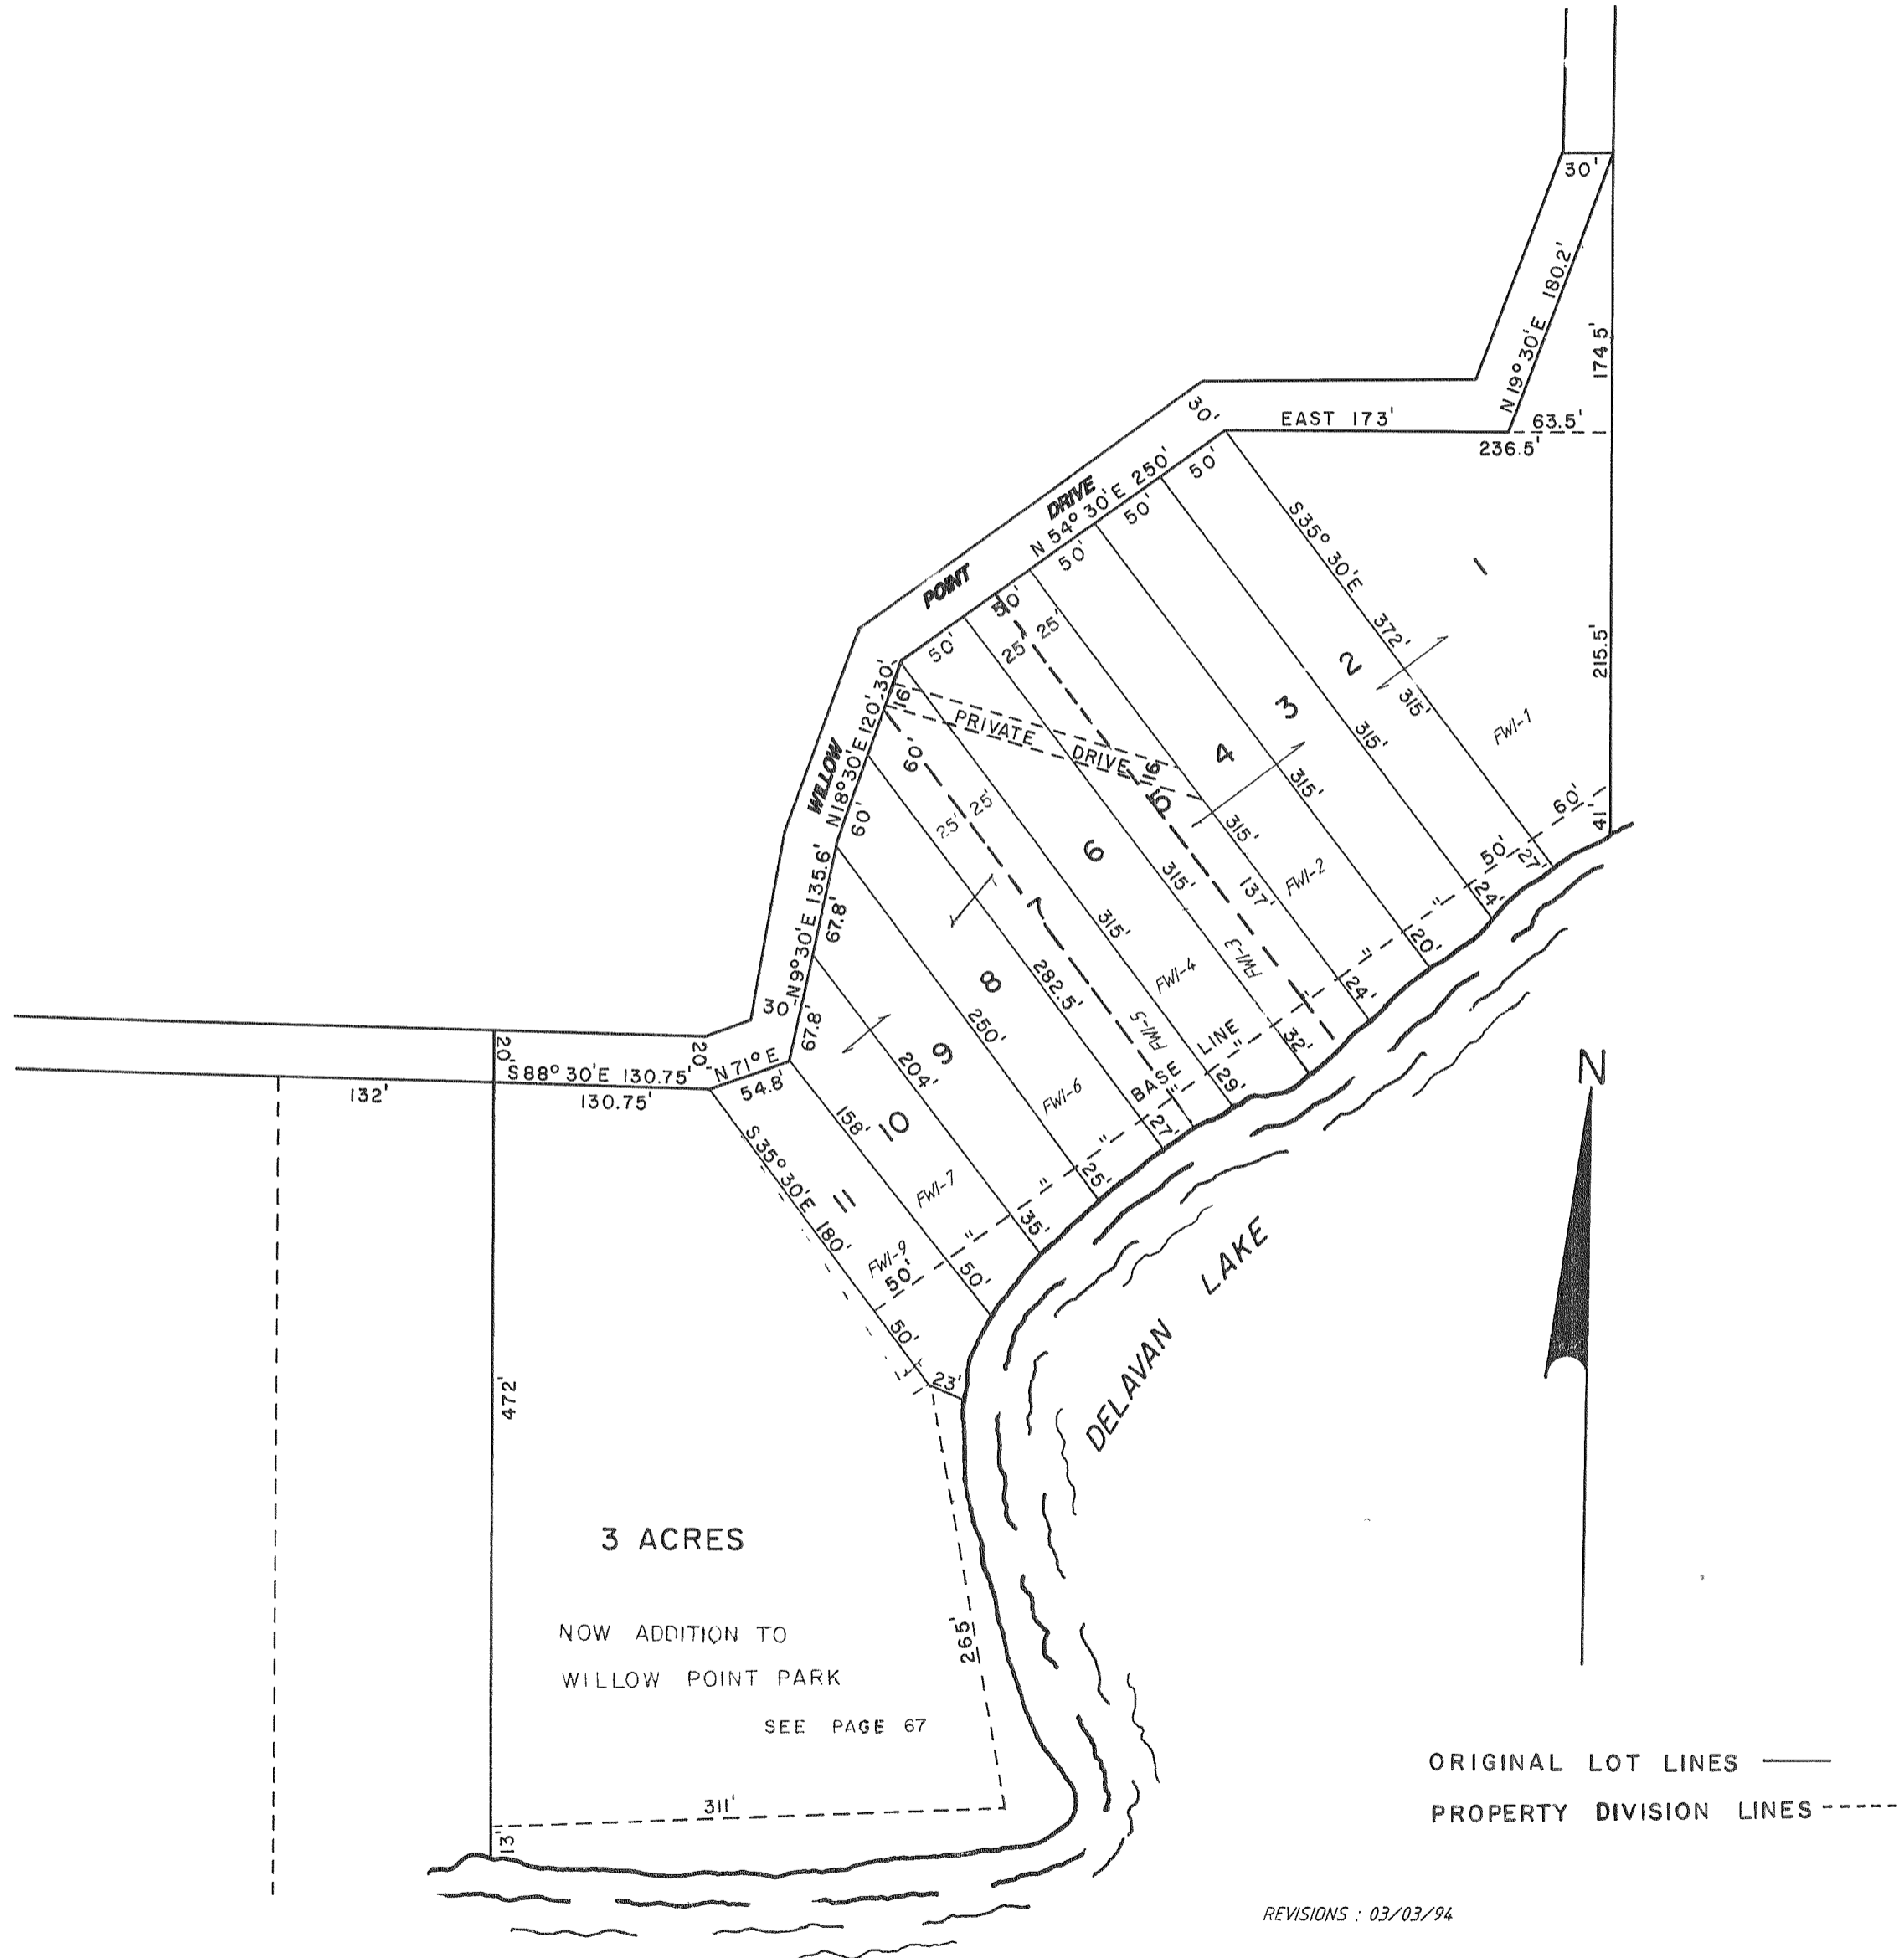 30'
N 19° 30' E 180.2'
174.5'
30'
EAST 173'
63.5'
236.5'
WILLOW POINT DRIVE
N 54° 30' E 250'
50'
50'
50'
50'
50'
25'
25'
S 35° 30' E 372'
1
215.5'
2
315'
FWI-1
3
315'
4
315'
60'
41'
30'
16'
PRIVATE DRIVE
16'
5
315'
50'
27'
N 18° 30' E 120'
60'
60'
25'
25'
6
315'
137'
FWI-2
"
24'
20'
N 9° 30' E 135.6'
67.8'
7
315'
FWI-3
"
24'
FWI-4
282.5'
8
FWI-5
BASE LINE
"
32'
30'
67.8'
250'
9
204'
"
29'
20'
20'
N 71° E
S 88° 30' E 130.75'
54.8'
132'
130.75'
FWI-6
"
27'
158'
10
25'
S 35° 30' E 180'
11
FWI-7
"
35'
FWI-9
50'
"
50'
50'
23'
DELAVAN LAKE
N
472'
3 ACRES
NOW ADDITION TO
WILLOW POINT PARK
SEE PAGE 67
265'
311'
13'
ORIGINAL LOT LINES
PROPERTY DIVISION LINES
REVISIONS : 03/03/94